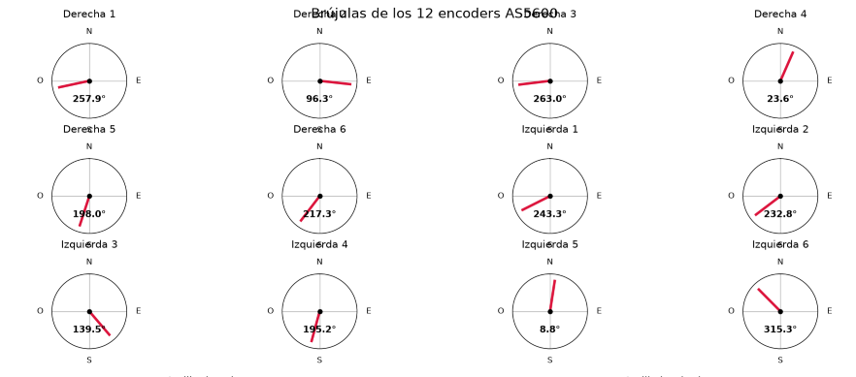 Brújulas de los 12 encoders AS5600
Derecha 1
Derecha 2
Derecha 3
Derecha 4
N
N
N
N
O
E
O
E
O
E
O
E
257.9°
96.3°
263.0°
23.6°
S
S
S
S
Derecha 5
Derecha 6
Izquierda 1
Izquierda 2
N
N
N
N
O
E
O
E
O
E
O
E
198.0°
217.3°
243.3°
232.8°
S
S
S
S
Izquierda 3
Izquierda 4
Izquierda 5
Izquierda 6
N
N
N
N
O
E
O
E
O
E
O
E
139.5°
195.2°
8.8°
315.3°
S
S
S
S